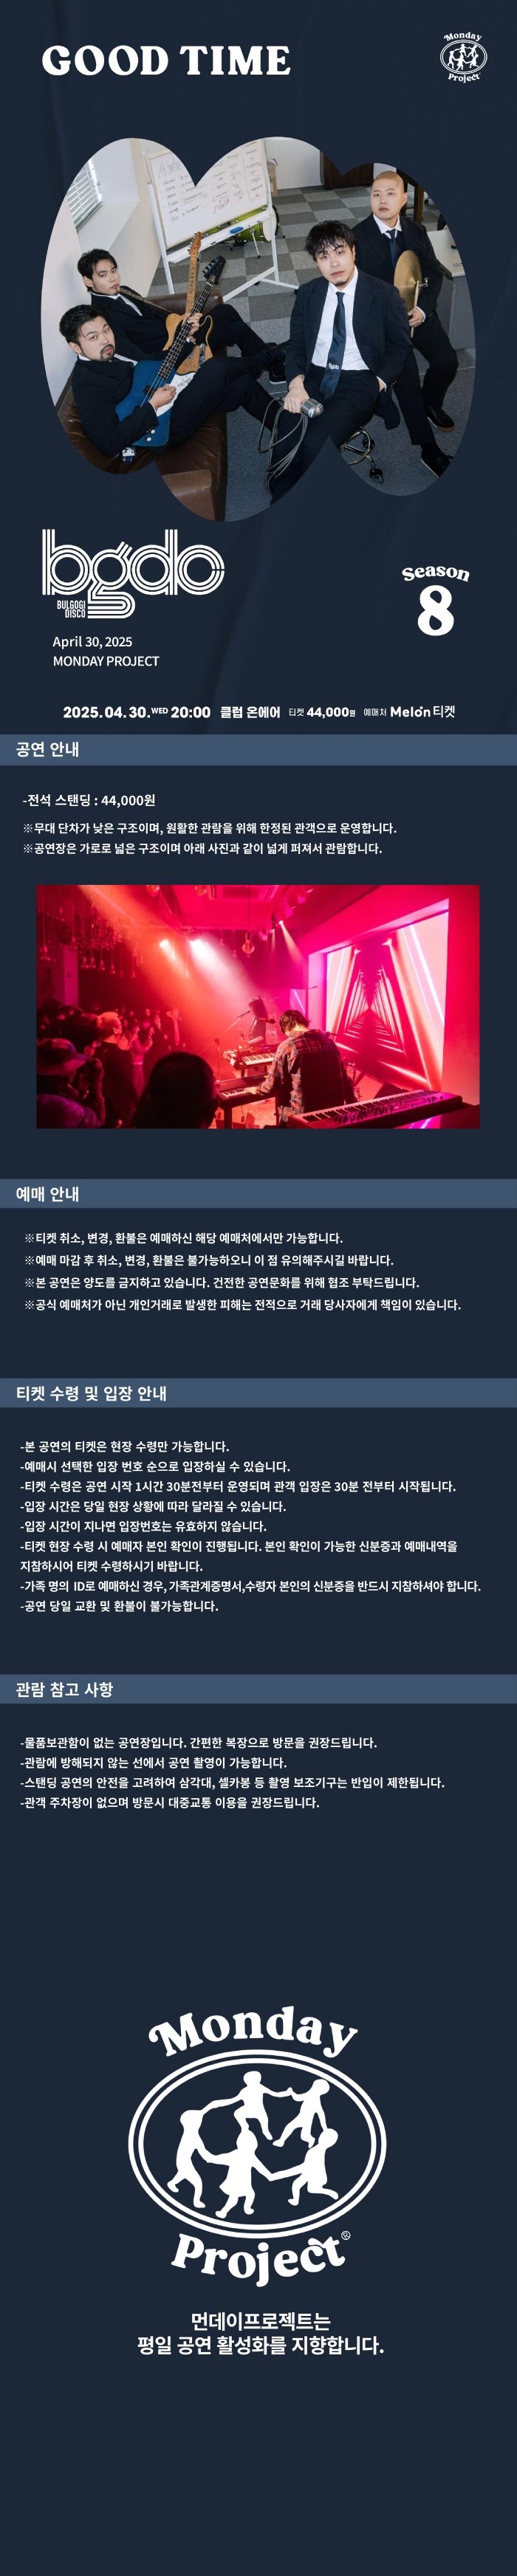 GOOD TIME
Monday
Project
bgdc
BULGOGI
DISCO
Season
8
April 30, 2025
MONDAY PROJECT
2025.04.30.WED 20:00 클럽 온에어 티켓 44,000원 예매처 Melon 티켓
공연 안내
-전석 스탠딩 : 44,000원
※무대 단차가 낮은 구조이며, 원활한 관람을 위해 한정된 관객으로 운영합니다.
※공연장은 가로로 넓은 구조이며 아래 사진과 같이 넓게 퍼져서 관람합니다.
예매 안내
※티켓 취소, 변경, 환불은 예매하신 해당 예매처에서만 가능합니다.
※예매 마감 후 취소, 변경, 환불은 불가능하오니 이 점 유의해주시길 바랍니다.
※본 공연은 양도를 금지하고 있습니다. 건전한 공연문화를 위해 협조 부탁드립니다.
※공식 예매처가 아닌 개인거래로 발생한 피해는 전적으로 거래 당사자에게 책임이 있습니다.
티켓 수령 및 입장 안내
-본 공연의 티켓은 현장 수령만 가능합니다.
-예매시 선택한 입장 번호 순으로 입장하실 수 있습니다.
-티켓 수령은 공연 시작 1시간 30분전부터 운영되며 관객 입장은 30분 전부터 시작됩니다.
-입장 시간은 당일 현장 상황에 따라 달라질 수 있습니다.
-입장 시간이 지나면 입장번호는 유효하지 않습니다.
-티켓 현장 수령 시 예매자 본인 확인이 진행됩니다. 본인 확인이 가능한 신분증과 예매내역을
지참하시어 티켓 수령하시기 바랍니다.
-가족 명의 ID로 예매하신 경우, 가족관계증명서,수령자 본인의 신분증을 반드시 지참하셔야 합니다.
-공연 당일 교환 및 환불이 불가능합니다.
관람 참고 사항
-물품보관함이 없는 공연장입니다. 간편한 복장으로 방문을 권장드립니다.
-관람에 방해되지 않는 선에서 공연 촬영이 가능합니다.
-스탠딩 공연의 안전을 고려하여 삼각대, 셀카봉 등 촬영 보조기구는 반입이 제한됩니다.
-관객 주차장이 없으며 방문시 대중교통 이용을 권장드립니다.
Monday
Project
먼데이프로젝트는
평일 공연 활성화를 지향합니다.